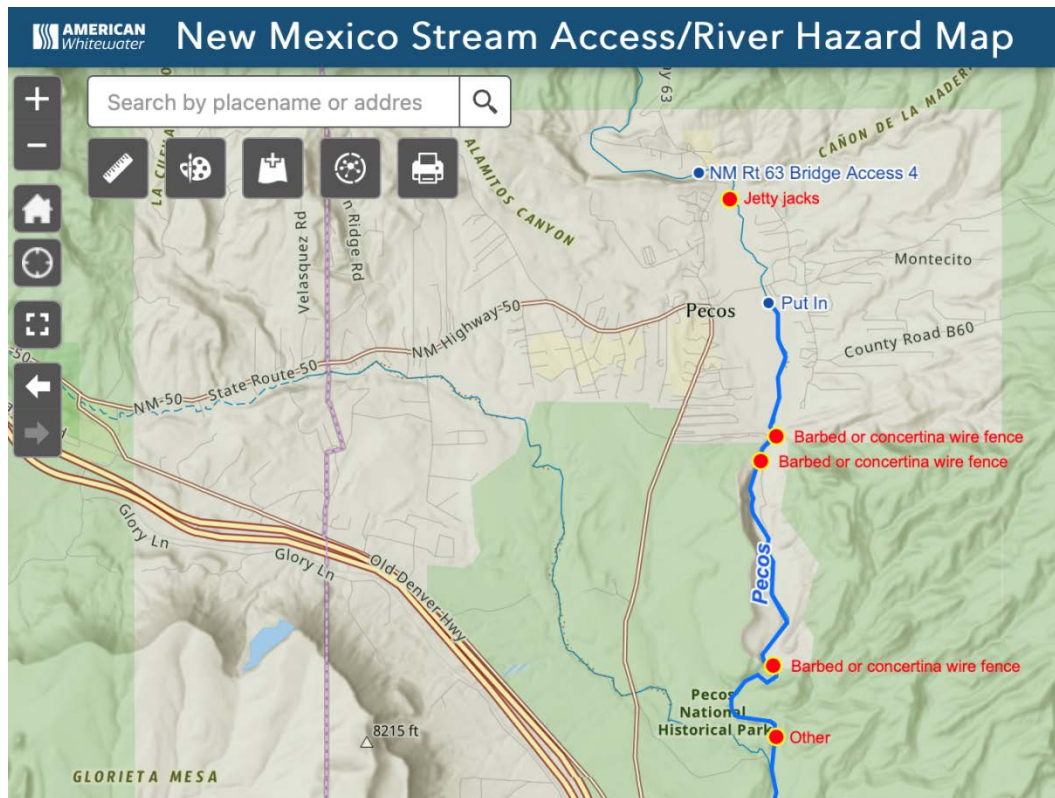 AMERICAN
Whitewater
New Mexico Stream Access/River Hazard Map
Search by placename or addres
y 63
CAÑON DE LA MADER
LA CUEVA
ALAMITOS CANYON
NM Rt 63 Bridge Access 4
Jetty jacks
Velasquez Rd
n Ridge Rd
Montecito
Put In
Pecos
NM-Highway-50
County Road B60
50
NM-50
State Route 50
Barbed or concertina wire fence
Barbed or concertina wire fence
Glory Ln
Glory Ln
Old-Denver-Hwy
Pecos
Barbed or concertina wire fence
Pecos
National
Historical Park
Other
8215 ft
GLORIETA MESA